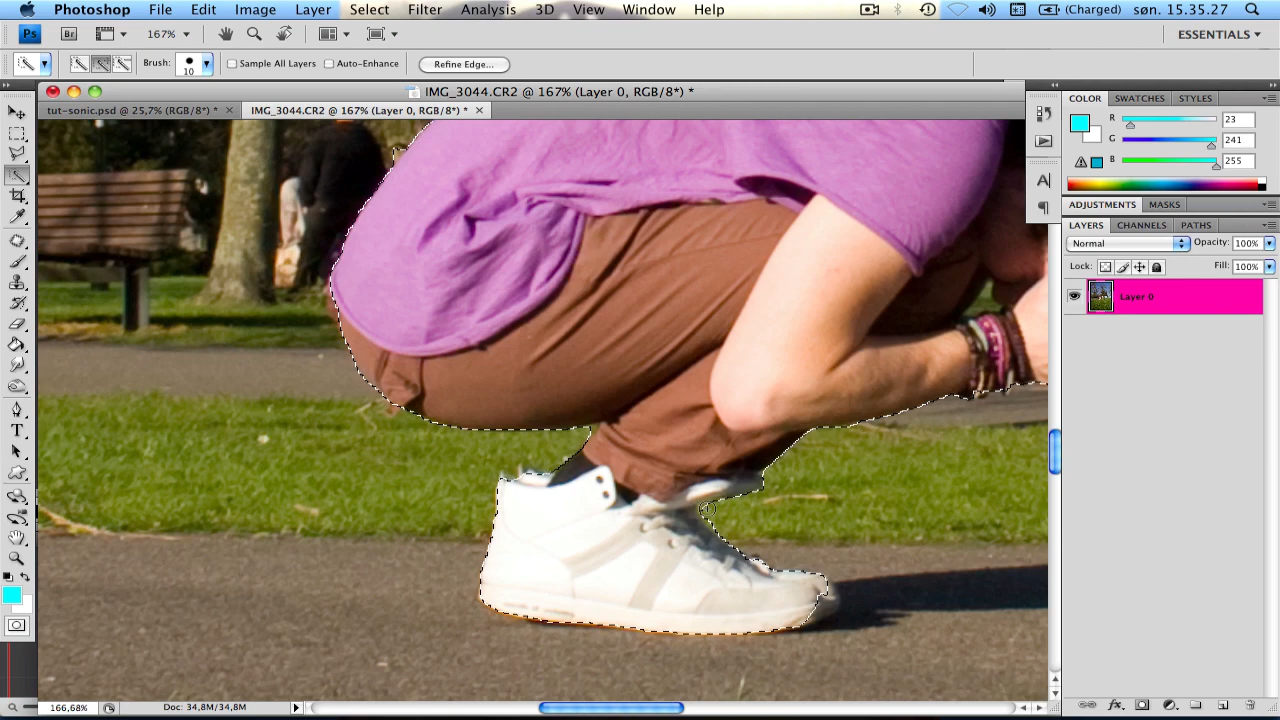 Photoshop File Edit Image Layer Select Filter Analysis 3D View Window Help (Charged) søn. 15.35.27
Ps Br 167% ESSENTIALS
Brush: 10 Sample All Layers Auto-Enhance Refine Edge...
IMG_3044.CR2 @ 167% (Layer 0, RGB/8*) *
tut-sonic.psd @ 25,7% (RGB/8*) * IMG_3044.CR2 @ 167% (Layer 0, RGB/8*) *
COLOR SWATCHES STYLES
R 23
G 241
B 255
ADJUSTMENTS MASKS
LAYERS CHANNELS PATHS
Normal Opacity: 100%
Lock: Fill: 100%
Layer 0
166,68% Doc: 34,8M/34,8M